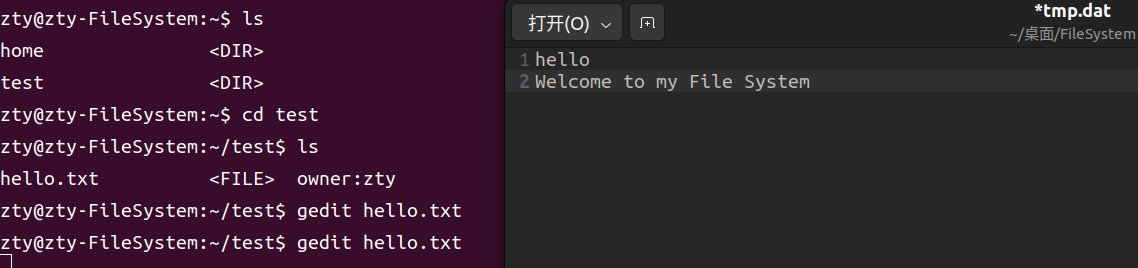 zty@zty-FileSystem:~$ ls
home <DIR>
test <DIR>
zty@zty-FileSystem:~$ cd test
zty@zty-FileSystem:~/test$ ls
hello.txt <FILE> owner:zty
zty@zty-FileSystem:~/test$ gedit hello.txt
zty@zty-FileSystem:~/test$ gedit hello.txt
打开(O)
*tmp.dat
~/桌面/FileSystem
1 hello
2 Welcome to my File System